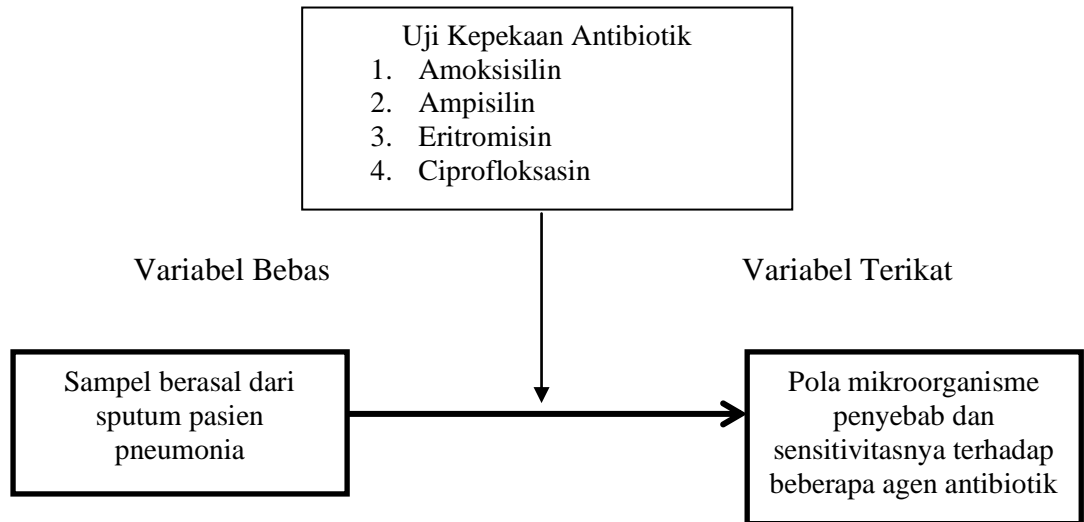 Uji Kepekaan Antibiotik
1. Amoksisilin
2. Ampisilin
3. Eritromisin
4. Ciprofloksasin
Variabel Bebas
Variabel Terikat
Sampel berasal dari
sputum pasien
pneumonia
Pola mikroorganisme
penyebab dan
sensitivitasnya terhadap
beberapa agen antibiotik